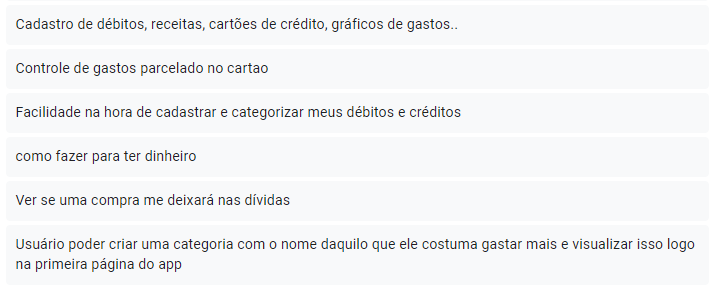 Cadastro de débitos, receitas, cartões de crédito, gráficos de gastos..
Controle de gastos parcelado no cartao
Facilidade na hora de cadastrar e categorizar meus débitos e créditos
como fazer para ter dinheiro
Ver se uma compra me deixará nas dívidas
Usuário poder criar uma categoria com o nome daquilo que ele costuma gastar mais e visualizar isso logo
na primeira página do app